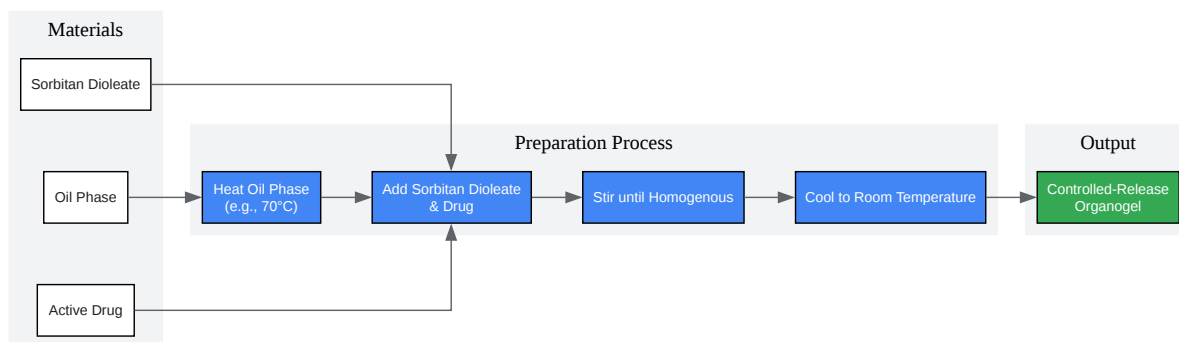 Materials
Sorbitan Dioleate
Oil Phase
Active Drug
Preparation Process
Heat Oil Phase
(e.g., 70°C)
Add Sorbitan Dioleate
& Drug
Stir until Homogenous
Cool to Room Temperature
Output
Controlled-Release
Organogel